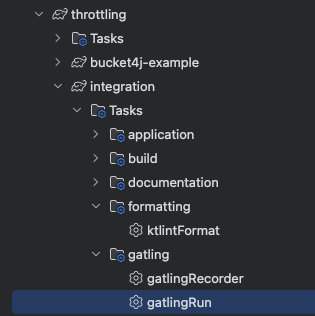 throttling
Tasks
bucket4j-example
integration
Tasks
application
build
documentation
formatting
ktlintFormat
gatling
gatlingRecorder
gatlingRun